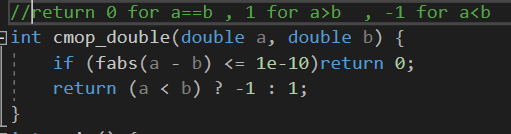 //return 0 for a==b , 1 for a>b  , -1 for a<b
int cmop_double(double a, double b) {
    if (fabs(a - b) <= 1e-10)return 0;
    return (a < b) ? -1 : 1;
}